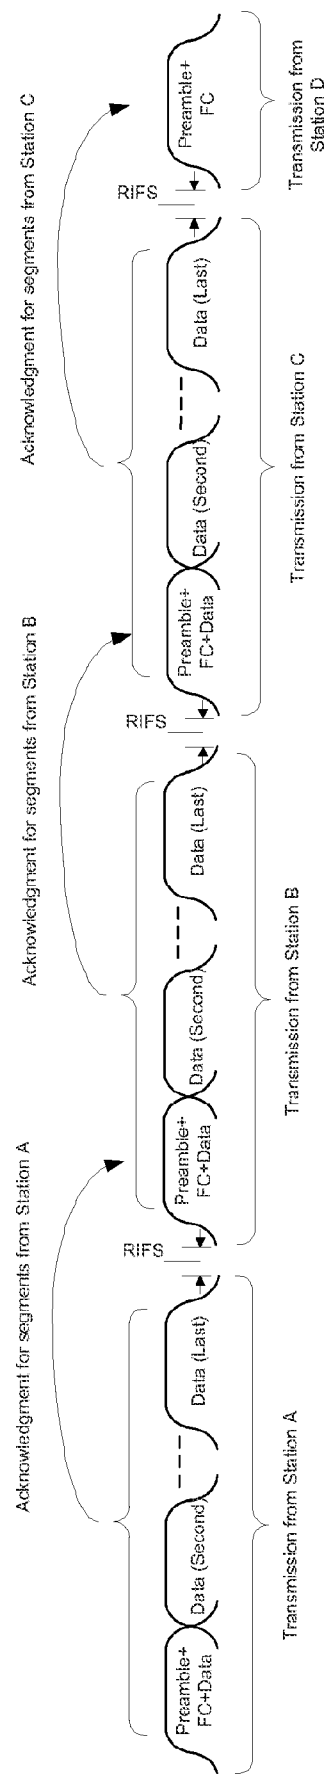 Acknowledgment for segments from Station A
Acknowledgment for segments from Station B
Acknowledgment for segments from Station C
Preamble+
FC+Data
Data (Second)
Data (Last)
RIFS
Preamble+
FC+Data
Data (Second)
Data (Last)
RIFS
Preamble+
FC+Data
Data (Second)
Data (Last)
RIFS
Preamble+
FC
Transmission from Station A
Transmission from Station B
Transmission from Station C
Transmission from
Station D